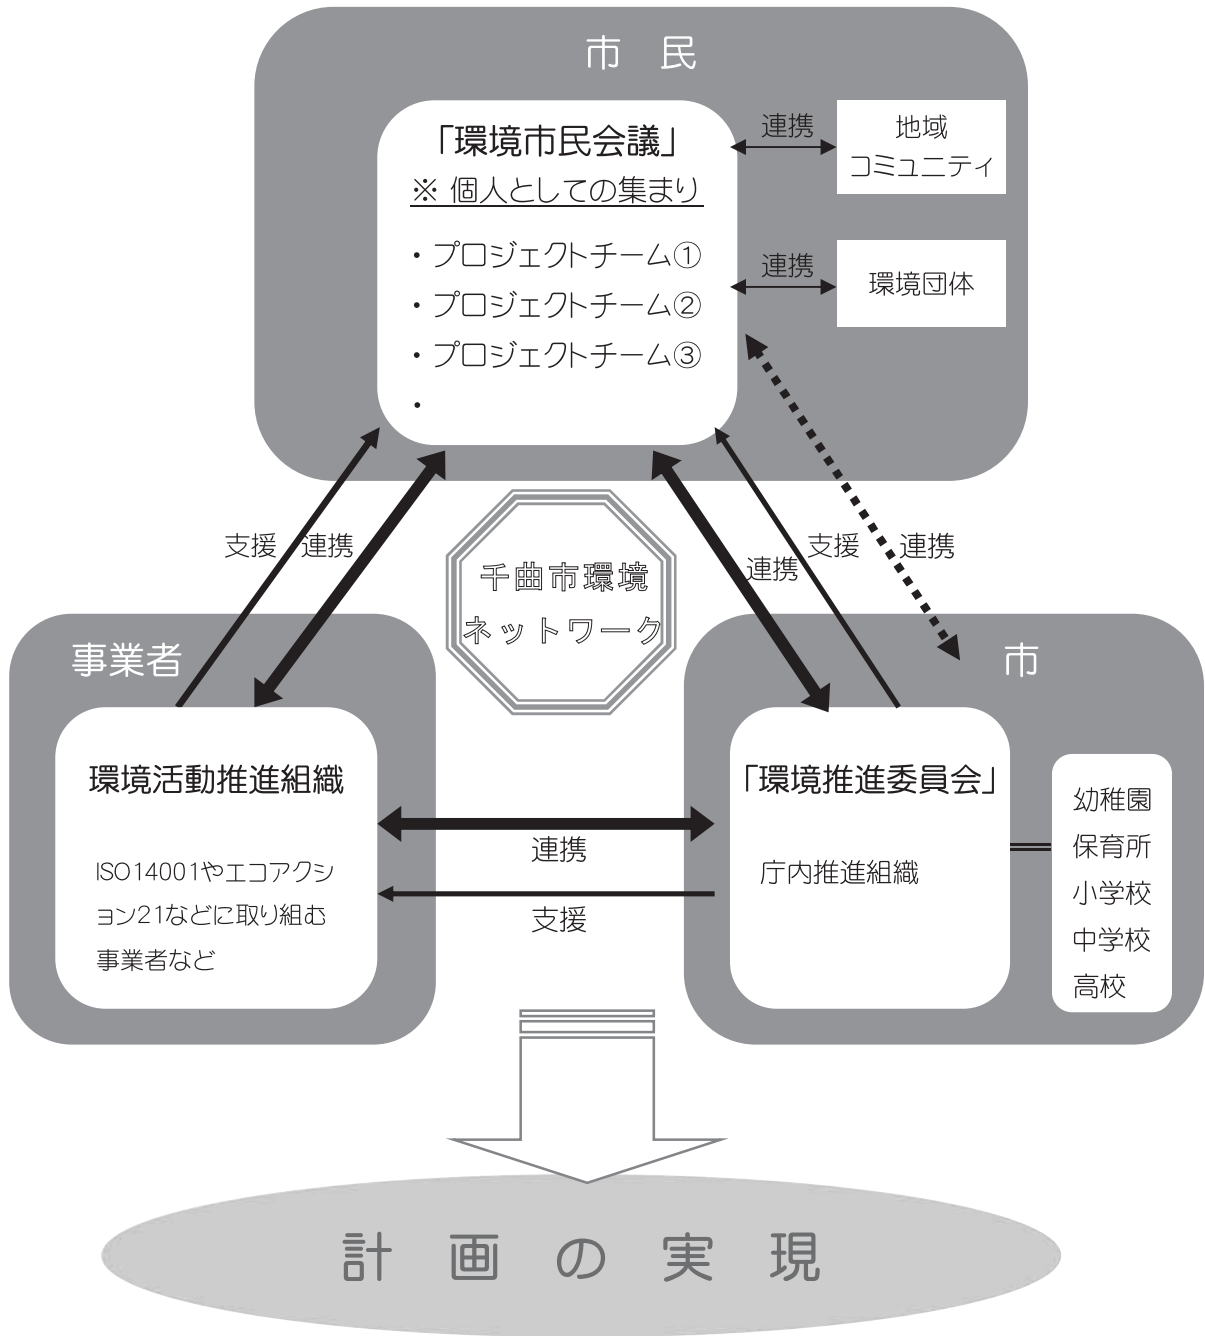 市 民
「環境市民会議」
※ 個人としての集まり
・プロジェクトチーム①
・プロジェクトチーム②
・プロジェクトチーム③
・
連携
地域
コミュニティ
連携
環境団体
支援
連携
千曲市環境
ネットワーク
連携
支援
連携
事業者
環境活動推進組織
ISO14001やエコアクシ
ョン21などに取り組む
事業者など
連携
支援
市
「環境推進委員会」
庁内推進組織
幼稚園
保育所
小学校
中学校
高校
計 画 の 実 現